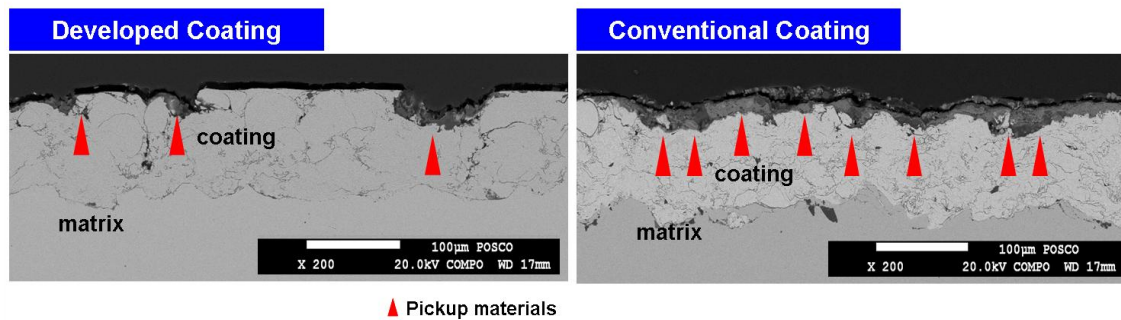 Developed Coating
Conventional Coating
coating
matrix
100μm POSCO
X 200 20.0kV COMPO WD 17mm
coating
matrix
100μm POSCO
X 200 20.0kV COMPO WD 17mm
Pickup materials